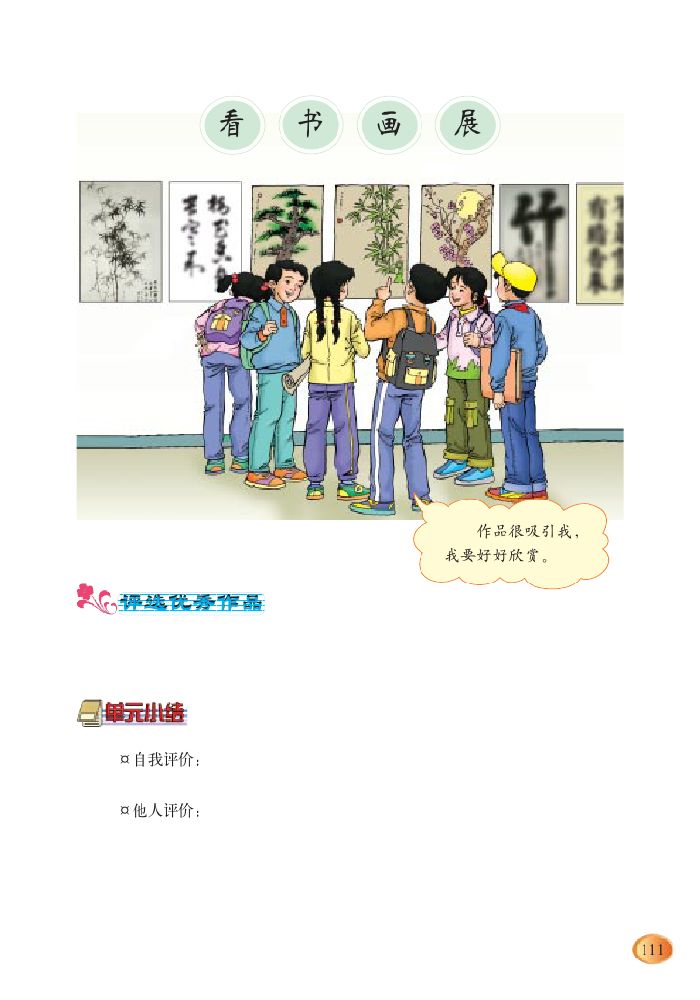 看书画展
作品很吸引我，
我要好好欣赏。
评选优秀作品
单元小结
¤自我评价：
¤他人评价：
111